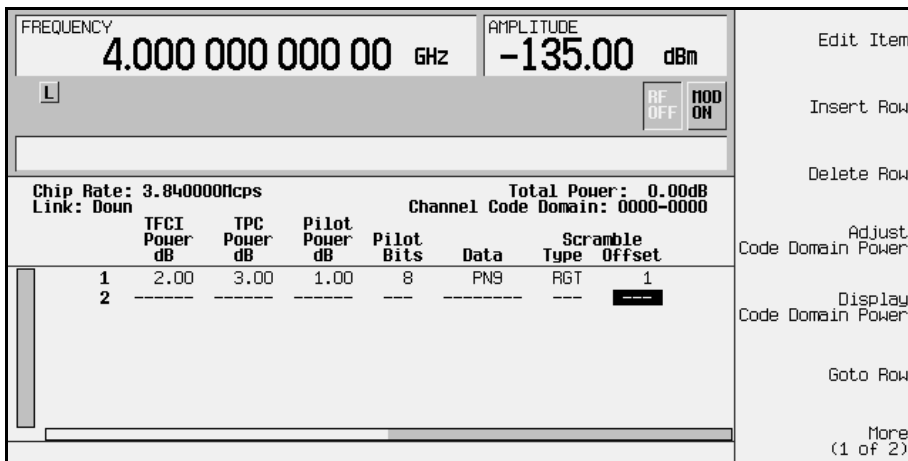 FREQUENCY
4.000 000 000 00 GHz
AMPLITUDE
-135.00 dBm
L
RF OFF
MOD ON
Chip Rate: 3.840000Mcps
Total Power: 0.00dB
Link: Down
Channel Code Domain: 0000-0000
TFCI Power dB
TPC Power dB
Pilot Power dB
Pilot Bits
Data
Scramble
Type Offset
1 2.00 3.00 1.00 8 PN9 RGT 1
2 ------ ------ ------ --- -------- --- ---
Edit Item
Insert Row
Delete Row
Adjust
Code Domain Power
Display
Code Domain Power
Goto Row
More
(1 of 2)